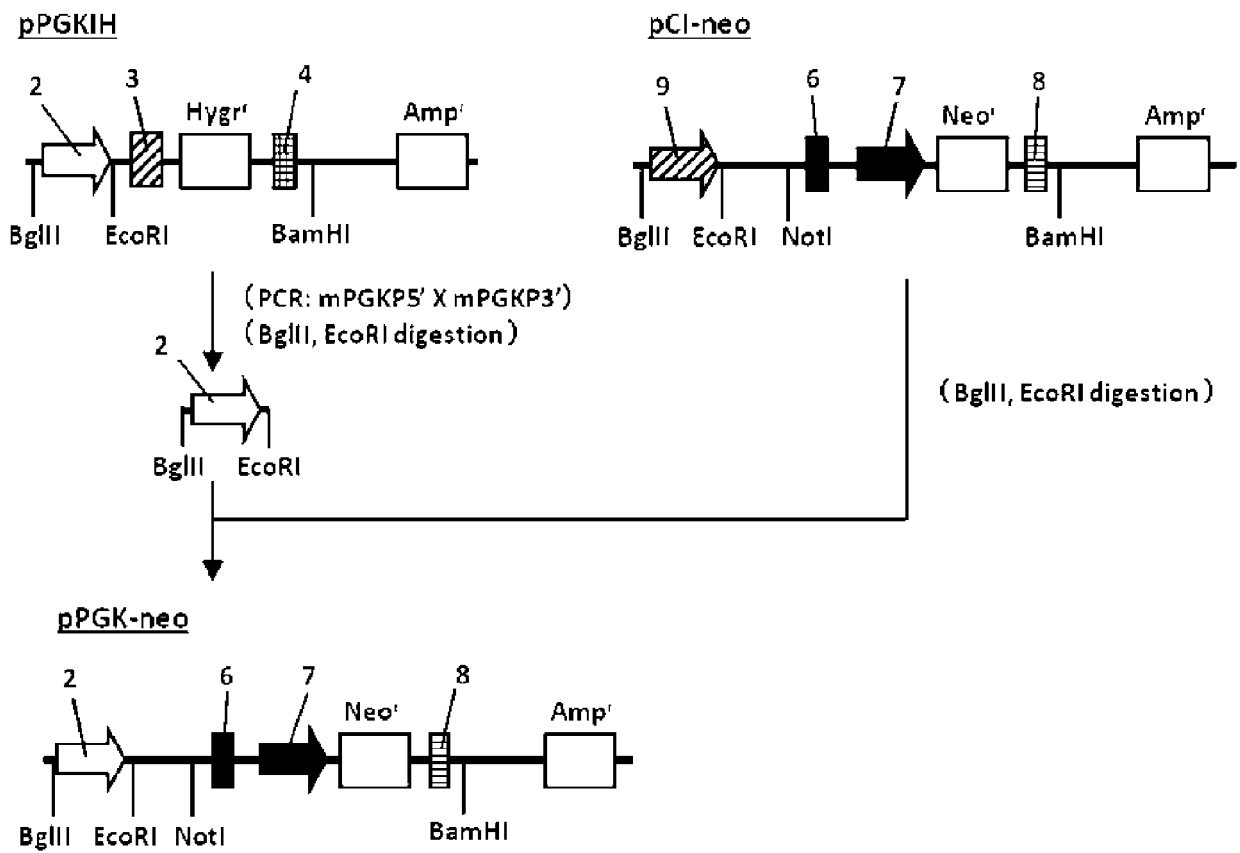 pPGKIH
pCI-neo
2 3 Hygrʳ 4 Ampʳ
9 6 7 Neoʳ 8 Ampʳ
BglII EcoRI BamHI
BglII EcoRI NotI BamHI
(PCR: mPGKP5′ X mPGKP3′)
(BglII, EcoRI digestion)
2
(BglII, EcoRI digestion)
BglII EcoRI
pPGK-neo
2 6 7 Neoʳ 8 Ampʳ
BglII EcoRI NotI BamHI